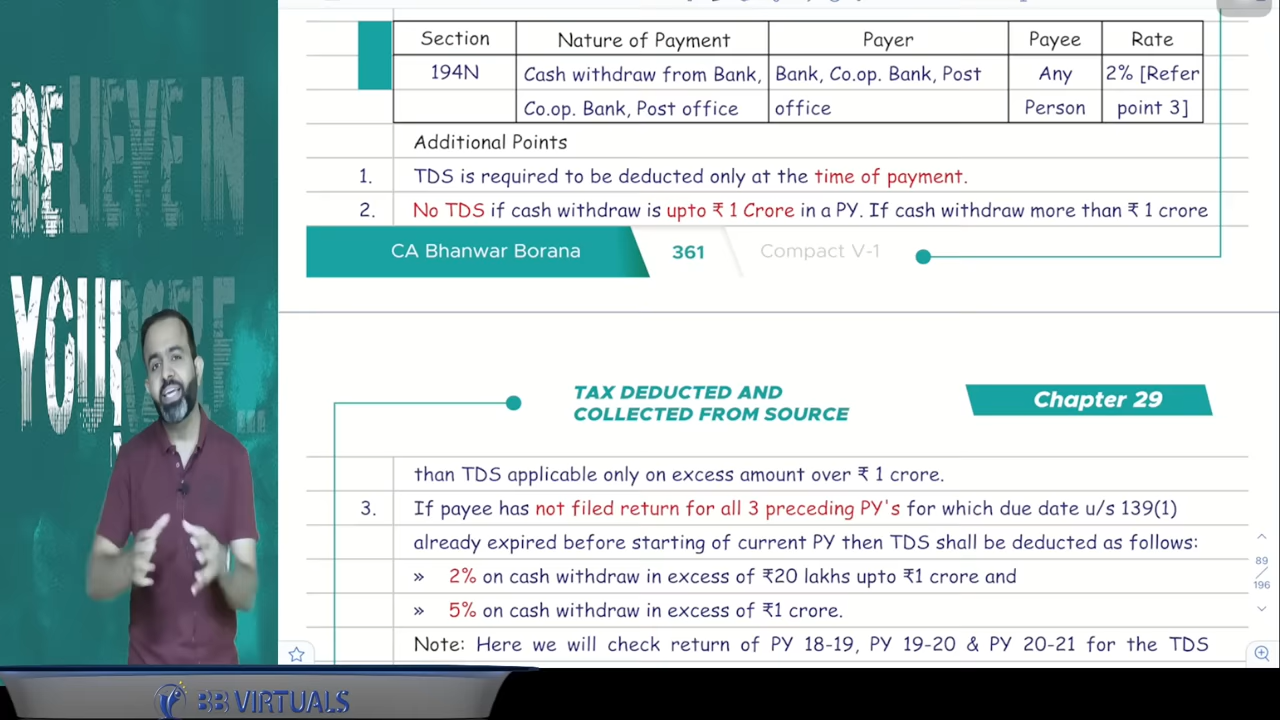 BELIEVE IN
YOURSELF...
Section Nature of Payment Payer Payee Rate
194N Cash withdraw from Bank, Bank, Co.op. Bank, Post Any 2% [Refer
Co.op. Bank, Post office office Person point 3]
Additional Points
1. TDS is required to be deducted only at the time of payment.
2. No TDS if cash withdraw is upto ₹ 1 Crore in a PY. If cash withdraw more than ₹ 1 crore
CA Bhanwar Borana 361 Compact V-1
TAX DEDUCTED AND
COLLECTED FROM SOURCE
Chapter 29
than TDS applicable only on excess amount over ₹ 1 crore.
3. If payee has not filed return for all 3 preceding PY's for which due date u/s 139(1)
already expired before starting of current PY then TDS shall be deducted as follows:
» 2% on cash withdraw in excess of ₹20 lakhs upto ₹1 crore and
» 5% on cash withdraw in excess of ₹1 crore.
Note: Here we will check return of PY 18-19, PY 19-20 & PY 20-21 for the TDS
89
196
BB VIRTUALS